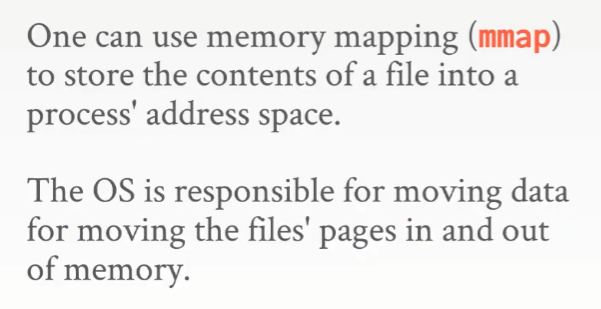 One can use memory mapping (mmap)
to store the contents of a file into a
process' address space.
The OS is responsible for moving data
for moving the files' pages in and out
of memory.